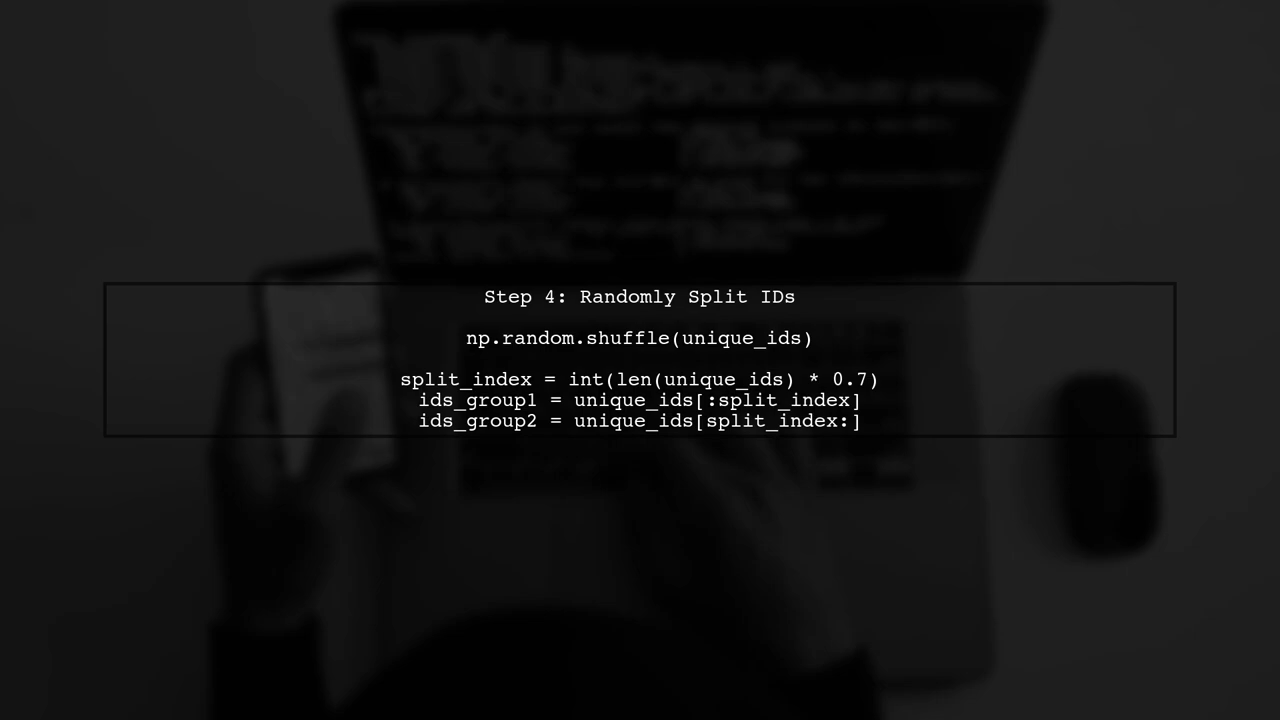 Step 4: Randomly Split IDs
np.random.shuffle(unique_ids)
split_index = int(len(unique_ids) * 0.7)
ids_group1 = unique_ids[:split_index]
ids_group2 = unique_ids[split_index:]